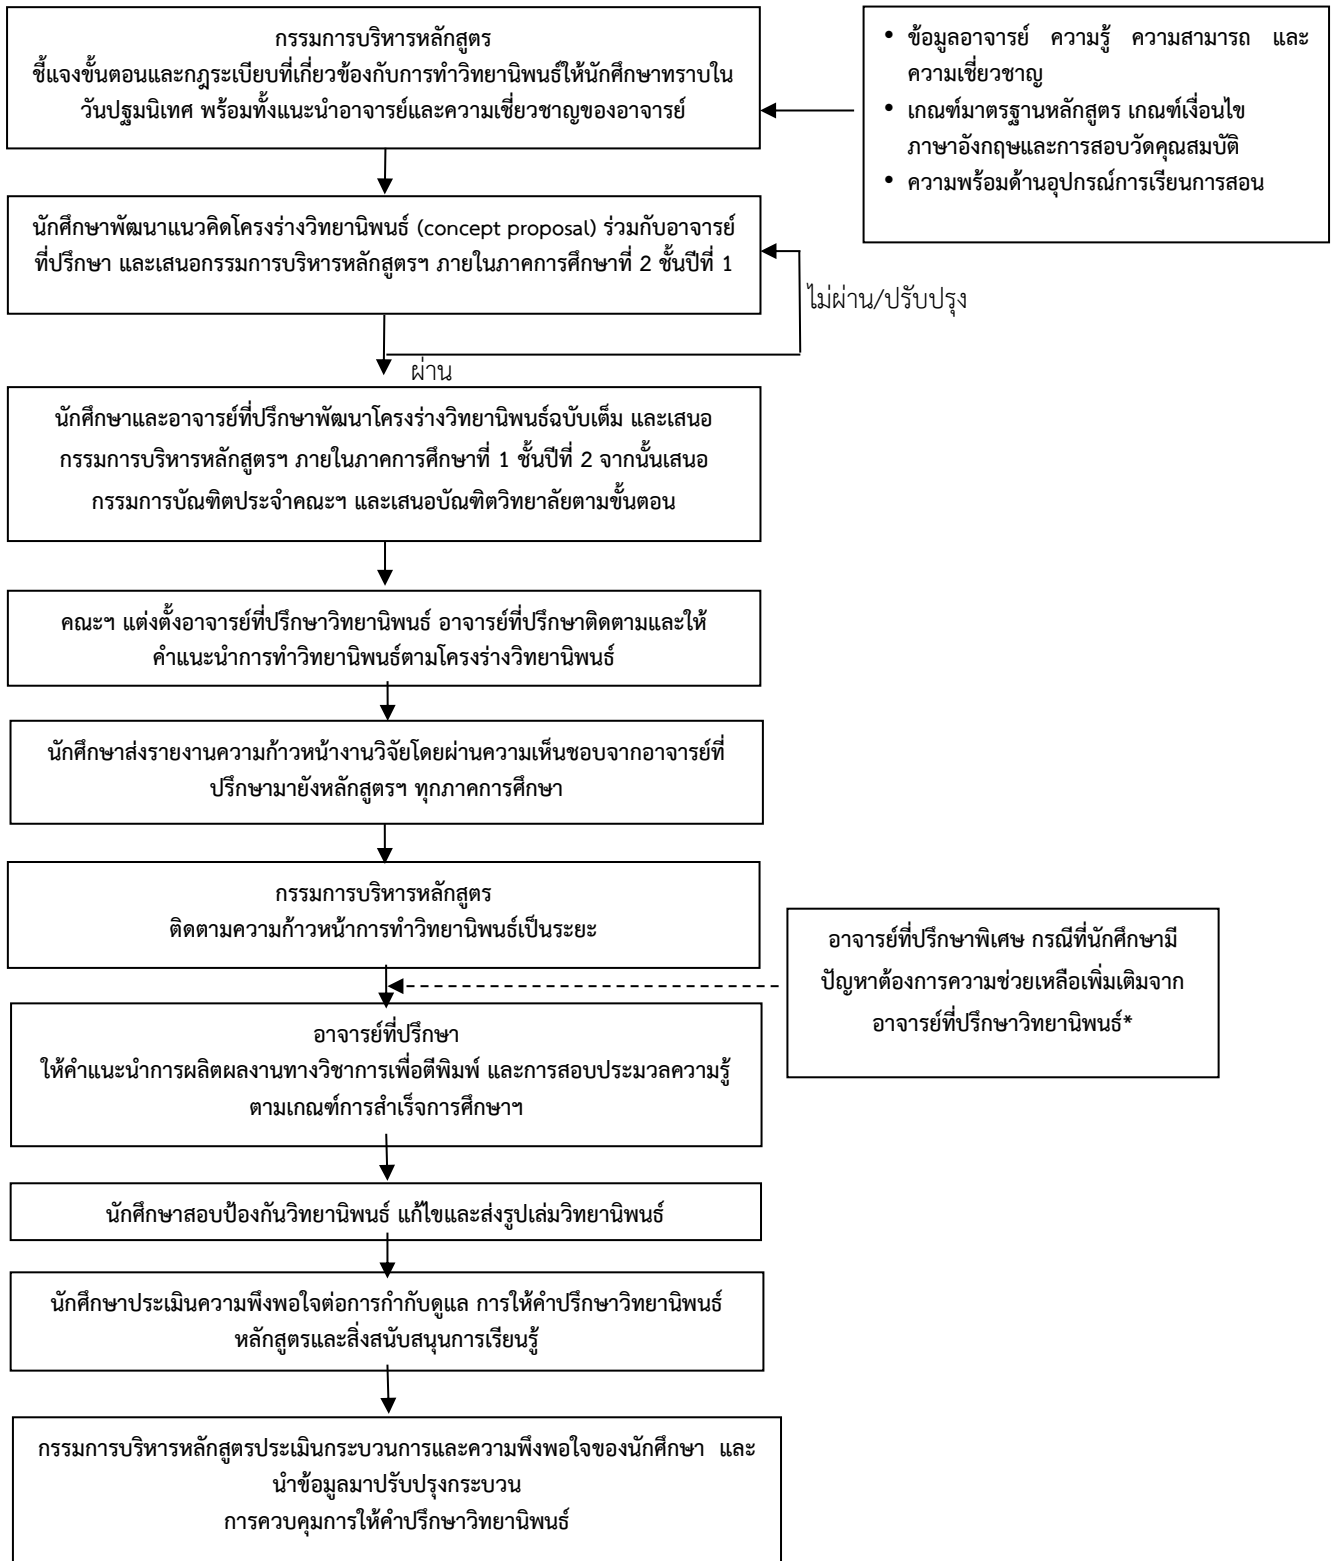 กรรมการบริหารหลักสูตร
ชี้แจงขั้นตอนและกฎระเบียบที่เกี่ยวข้องกับการทำวิทยานิพนธ์ให้นักศึกษาทราบใน
วันปฐมนิเทศ พร้อมทั้งแนะนำอาจารย์และความเชี่ยวชาญของอาจารย์
• ข้อมูลอาจารย์ ความรู้ ความสามารถ และ
ความเชี่ยวชาญ
• เกณฑ์มาตรฐานหลักสูตร เกณฑ์เงื่อนไข
ภาษาอังกฤษและการสอบวัดคุณสมบัติ
• ความพร้อมด้านอุปกรณ์การเรียนการสอน
นักศึกษาพัฒนาแนวคิดโครงร่างวิทยานิพนธ์ (concept proposal) ร่วมกับอาจารย์
ที่ปรึกษา และเสนอกรรมการบริหารหลักสูตรฯ ภายในภาคการศึกษาที่ 2 ชั้นปีที่ 1
ไม่ผ่าน/ปรับปรุง
ผ่าน
นักศึกษาและอาจารย์ที่ปรึกษาพัฒนาโครงร่างวิทยานิพนธ์ฉบับเต็ม และเสนอ
กรรมการบริหารหลักสูตรฯ ภายในภาคการศึกษาที่ 1 ชั้นปีที่ 2 จากนั้นเสนอ
กรรมการบัณฑิตประจำคณะฯ และเสนอบัณฑิตวิทยาลัยตามขั้นตอน
คณะฯ แต่งตั้งอาจารย์ที่ปรึกษาวิทยานิพนธ์ อาจารย์ที่ปรึกษาติดตามและให้
คำแนะนำการทำวิทยานิพนธ์ตามโครงร่างวิทยานิพนธ์
นักศึกษาส่งรายงานความก้าวหน้างานวิจัยโดยผ่านความเห็นชอบจากอาจารย์ที่
ปรึกษามายังหลักสูตรฯ ทุกภาคการศึกษา
กรรมการบริหารหลักสูตร
ติดตามความก้าวหน้าการทำวิทยานิพนธ์เป็นระยะ
อาจารย์ที่ปรึกษาพิเศษ กรณีที่นักศึกษามี
ปัญหาต้องการความช่วยเหลือเพิ่มเติมจาก
อาจารย์ที่ปรึกษาวิทยานิพนธ์*
อาจารย์ที่ปรึกษา
ให้คำแนะนำการผลิตผลงานทางวิชาการเพื่อตีพิมพ์ และการสอบประมวลความรู้
ตามเกณฑ์การสำเร็จการศึกษาฯ
นักศึกษาสอบป้องกันวิทยานิพนธ์ แก้ไขและส่งรูปเล่มวิทยานิพนธ์
นักศึกษาประเมินความพึงพอใจต่อการกำกับดูแล การให้คำปรึกษาวิทยานิพนธ์
หลักสูตรและสิ่งสนับสนุนการเรียนรู้
กรรมการบริหารหลักสูตรประเมินกระบวนการและความพึงพอใจของนักศึกษา และ
นำข้อมูลมาปรับปรุงกระบวน
การควบคุมการให้คำปรึกษาวิทยานิพนธ์